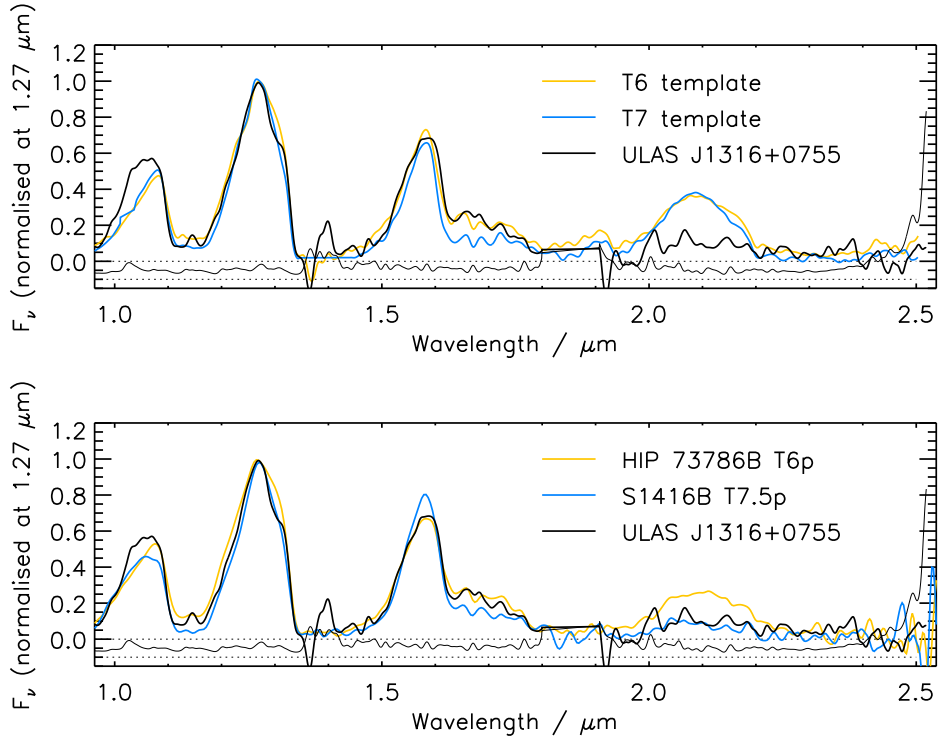 1.2
1.0
0.8
0.6
0.4
0.2
0.0
F_ν (normalised at 1.27 μm)
T6 template
T7 template
ULAS J1316+0755
1.0 1.5 2.0 2.5
Wavelength / μm
1.2
1.0
0.8
0.6
0.4
0.2
0.0
F_ν (normalised at 1.27 μm)
HIP 73786B T6p
S1416B T7.5p
ULAS J1316+0755
1.0 1.5 2.0 2.5
Wavelength / μm